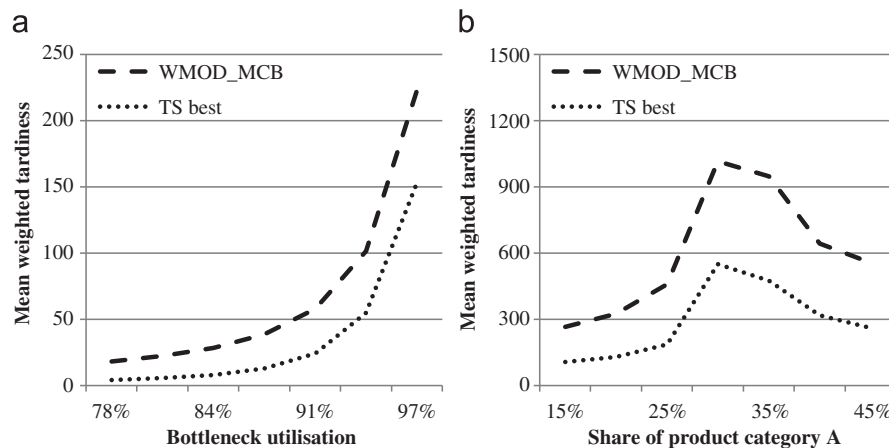 a
250
200
150
100
50
0
Mean weighted tardiness
WMOD_MCB
TS best
78% 84% 91% 97%
Bottleneck utilisation
b
1500
1200
900
600
300
0
Mean weighted tardiness
WMOD_MCB
TS best
15% 25% 35% 45%
Share of product category A